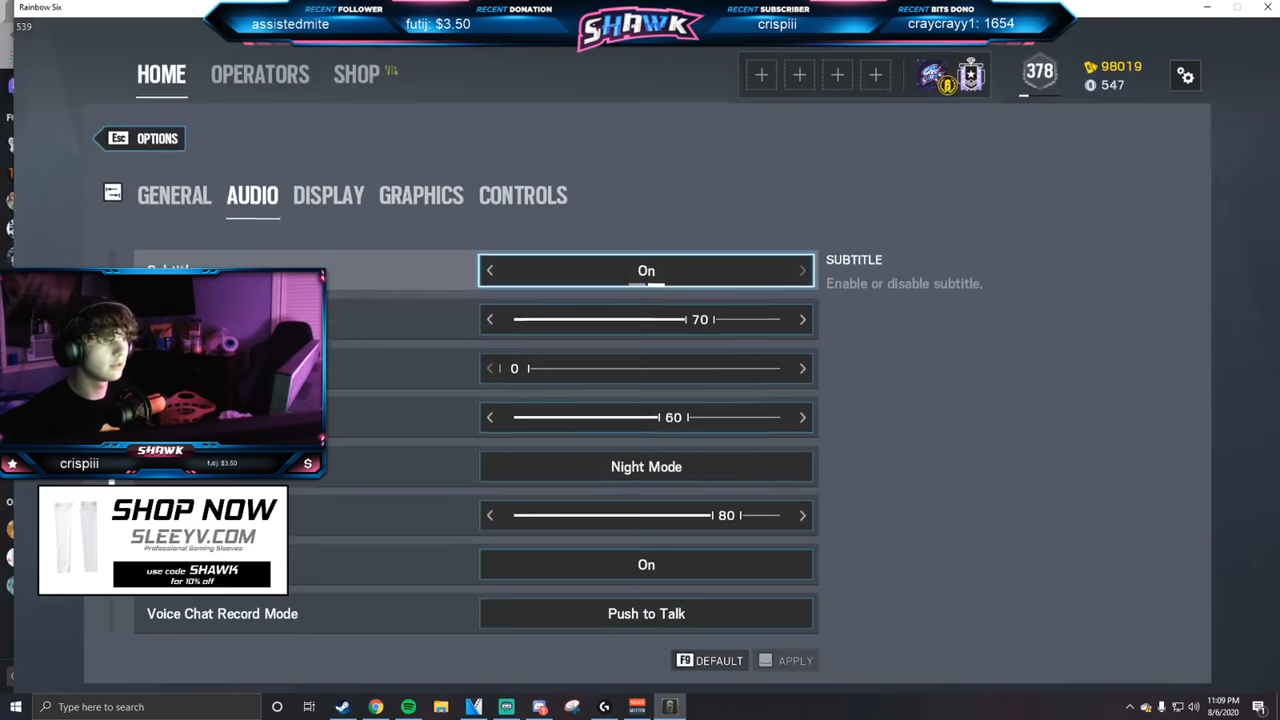 Rainbow Six
539
RECENT FOLLOWER
assistedmite
RECENT DONATION
futij: $3.50
SHAWK
RECENT SUBSCRIBER
crispiii
RECENT BITS DONO
craycrayy1: 1654
HOME
OPERATORS
SHOP
378
98019
547
Esc OPTIONS
GENERAL
AUDIO
DISPLAY
GRAPHICS
CONTROLS
On
SUBTITLE
Enable or disable subtitle.
70
0
60
Night Mode
80
On
Voice Chat Record Mode
Push to Talk
SHAWK
crispiii
futij: $3.50
$
SHOP NOW
SLEEYV.COM
Professional Gaming Sleeves
use code SHAWK
for 10% off
F9 DEFAULT
APPLY
Type here to search
11:09 PM
8/6/2020